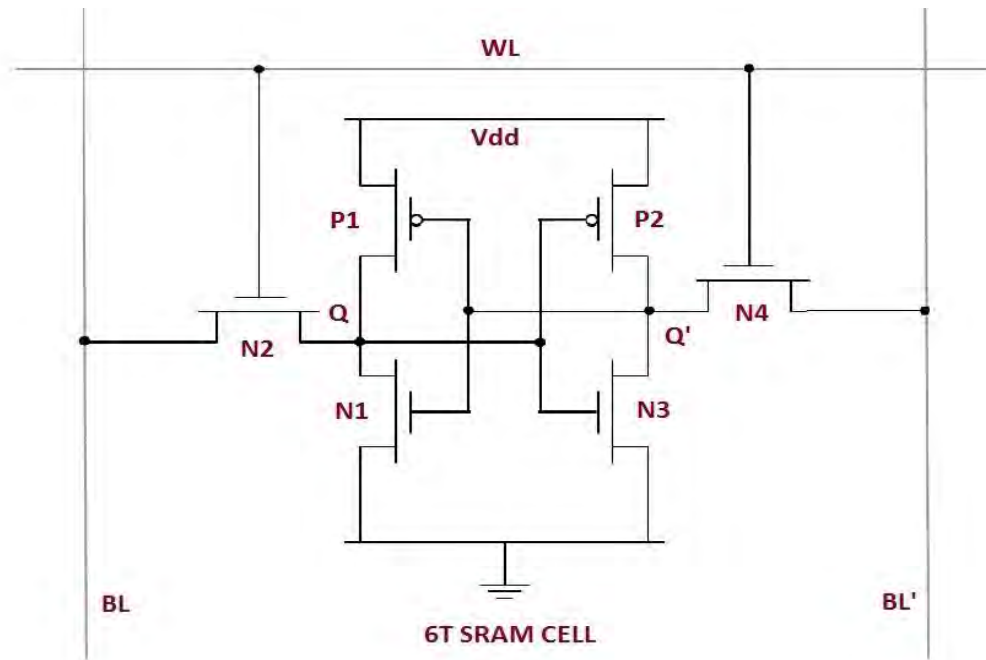 WL
Vdd
P1
P2
Q
N2
N4
Q'
N1
N3
BL
BL'
6T SRAM CELL